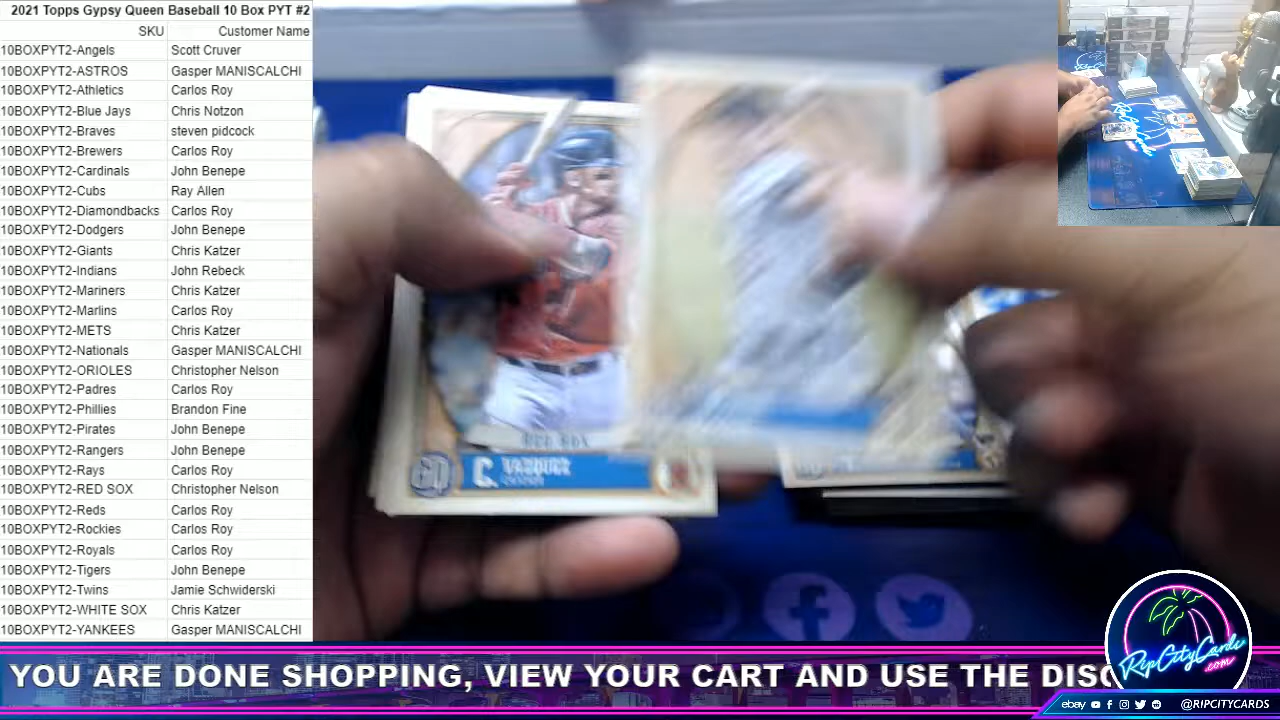 2021 Topps Gypsy Queen Baseball 10 Box PYT #2
SKU Customer Name
10BOXPYT2-Angels Scott Cruver
10BOXPYT2-ASTROS Gasper MANISCALCHI
10BOXPYT2-Athletics Carlos Roy
10BOXPYT2-Blue Jays Chris Notzon
10BOXPYT2-Braves steven pidcock
10BOXPYT2-Brewers Carlos Roy
10BOXPYT2-Cardinals John Benepe
10BOXPYT2-Cubs Ray Allen
10BOXPYT2-Diamondbacks Carlos Roy
10BOXPYT2-Dodgers John Benepe
10BOXPYT2-Giants Chris Katzer
10BOXPYT2-Indians John Rebeck
10BOXPYT2-Mariners Chris Katzer
10BOXPYT2-Marlins Carlos Roy
10BOXPYT2-METS Chris Katzer
10BOXPYT2-Nationals Gasper MANISCALCHI
10BOXPYT2-ORIOLES Christopher Nelson
10BOXPYT2-Padres Carlos Roy
10BOXPYT2-Phillies Brandon Fine
10BOXPYT2-Pirates John Benepe
10BOXPYT2-Rangers John Benepe
10BOXPYT2-Rays Carlos Roy
10BOXPYT2-RED SOX Christopher Nelson
10BOXPYT2-Reds Carlos Roy
10BOXPYT2-Rockies Carlos Roy
10BOXPYT2-Royals Carlos Roy
10BOXPYT2-Tigers John Benepe
10BOXPYT2-Twins Jamie Schwiderski
10BOXPYT2-WHITE SOX Chris Katzer
10BOXPYT2-YANKEES Gasper MANISCALCHI
RED SOX
GQ C. VAZQUEZ
YOU ARE DONE SHOPPING, VIEW YOUR CART AND USE THE DISC
RipCityCards
.com
ebay @RIPCITYCARDS